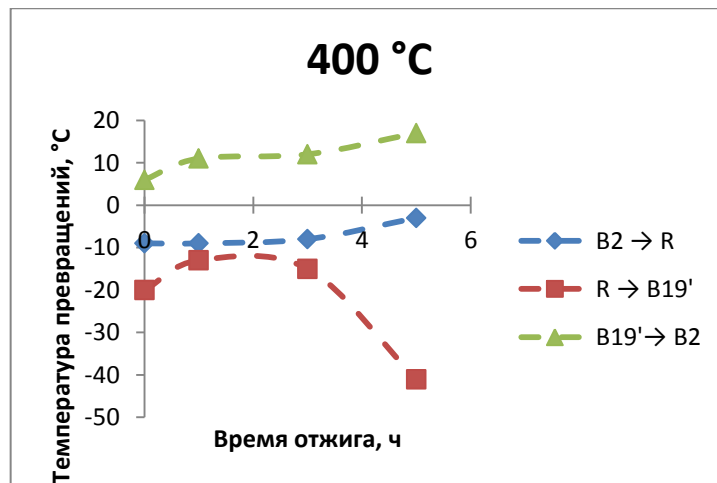 400 °C
Температура превращений, °С
20
10
0
-10
-20
-30
-40
-50
0
2
4
6
Время отжига, ч
B2 → R
R → B19'
B19'→ B2